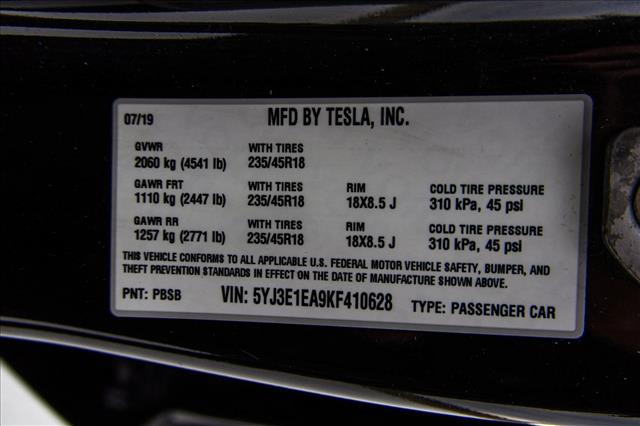 07/19 MFD BY TESLA, INC.
GVWR WITH TIRES
2060 kg (4541 lb) 235/45R18
GAWR FRT WITH TIRES RIM COLD TIRE PRESSURE
1110 kg (2447 lb) 235/45R18 18X8.5 J 310 kPa, 45 psi
GAWR RR WITH TIRES RIM COLD TIRE PRESSURE
1257 kg (2771 lb) 235/45R18 18X8.5 J 310 kPa, 45 psi
THIS VEHICLE CONFORMS TO ALL APPLICABLE U.S. FEDERAL MOTOR VEHICLE SAFETY, BUMPER, AND
THEFT PREVENTION STANDARDS IN EFFECT ON THE DATE OF MANUFACTURE SHOWN ABOVE.
PNT: PBSB VIN: 5YJ3E1EA9KF410628 TYPE: PASSENGER CAR